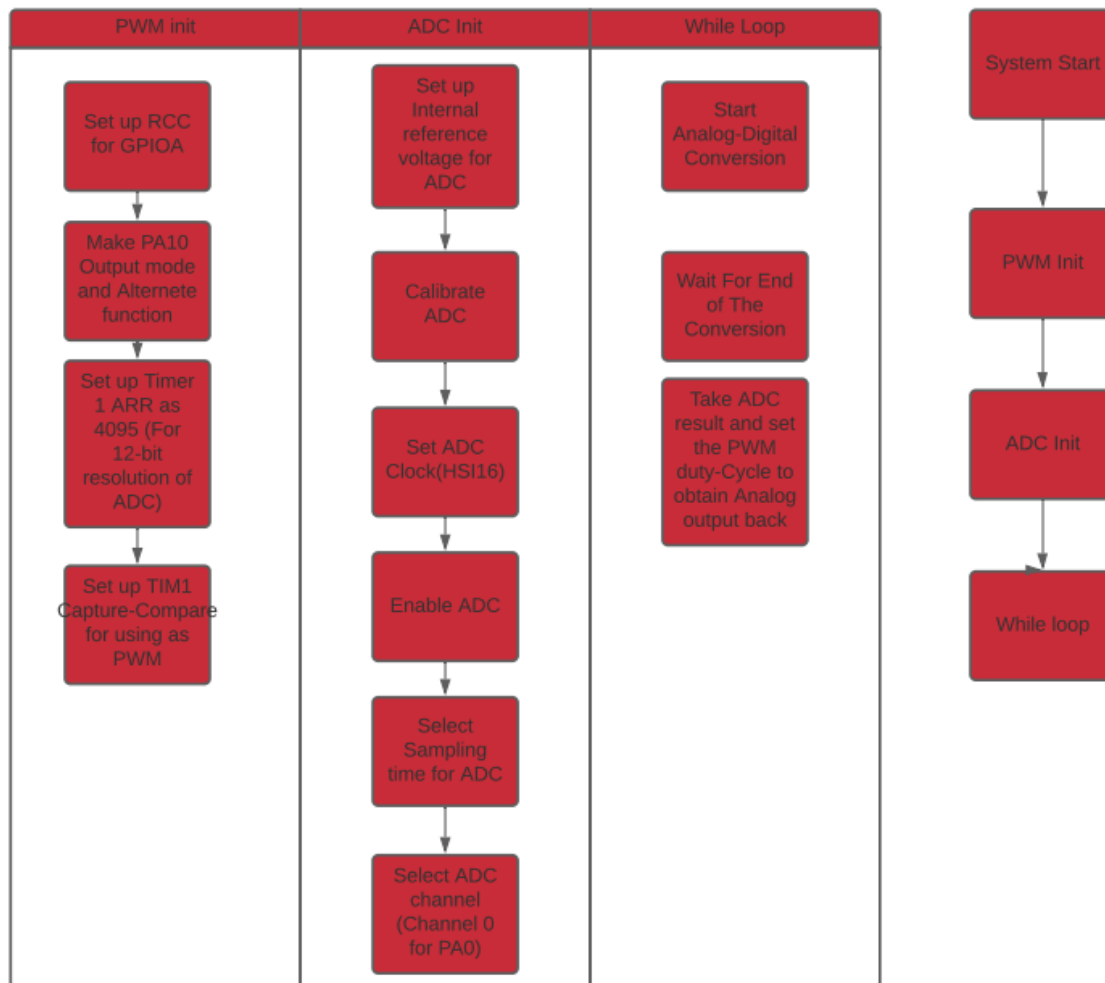 PWM init
Set up RCC
for GPIOA
Make PA10
Output mode
and Alternete
function
Set up Timer
1 ARR as
4095 (For
12-bit
resolution of
ADC)
Set up TIM1
Capture-Compare
for using as
PWM
ADC Init
Set up
Internal
reference
voltage for
ADC
Calibrate
ADC
Set ADC
Clock(HSI16)
Enable ADC
Select
Sampling
time for ADC
Select ADC
channel
(Channel 0
for PA0)
While Loop
Start
Analog-Digital
Conversion
Wait For End
of The
Conversion
Take ADC
result and set
the PWM
duty-Cycle to
obtain Analog
output back
System Start
PWM Init
ADC Init
While loop